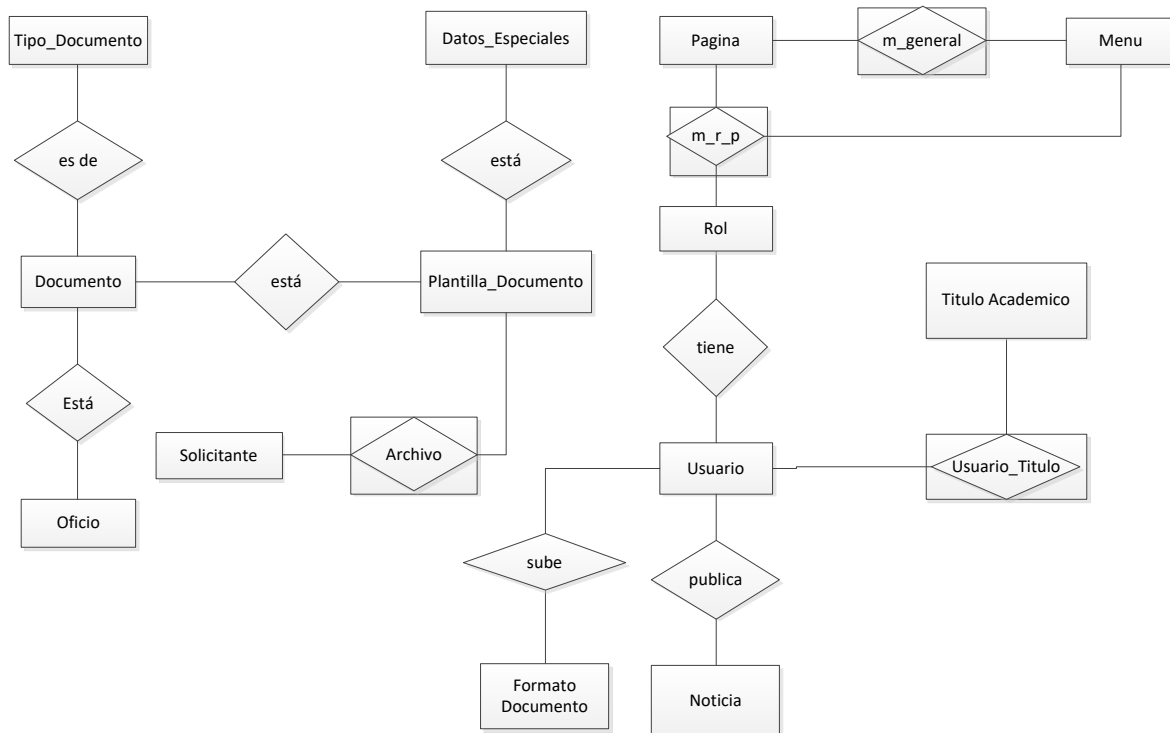 Tipo_Documento
Datos_Especiales
Pagina
m_general
Menu
es de
está
m_r_p
Rol
Documento
está
Plantilla_Documento
Titulo Academico
tiene
Está
Solicitante
Archivo
Usuario
Usuario_Titulo
Oficio
sube
publica
Formato
Documento
Noticia